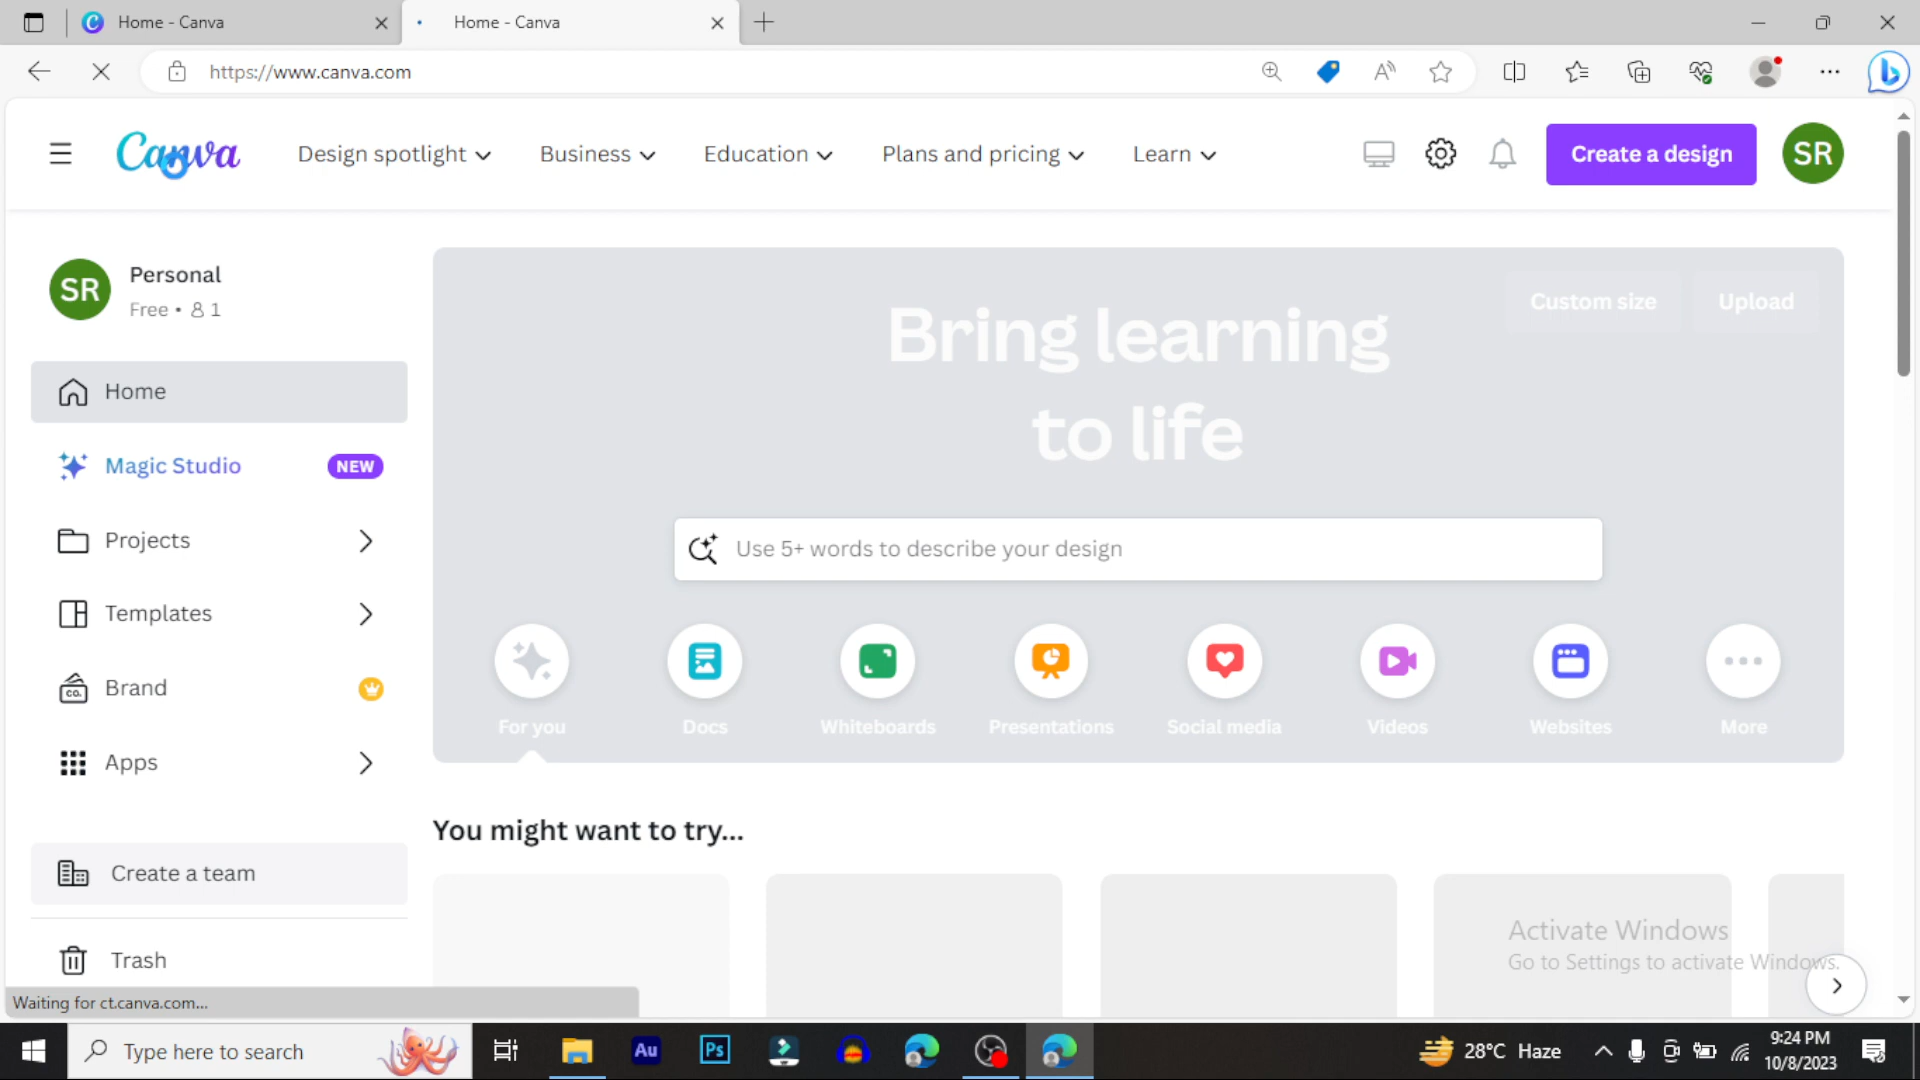 Home - Canva
Home - Canva
https://www.canva.com
Canva
Design spotlight
Business
Education
Plans and pricing
Learn
Create a design
SR
SR
Personal
Free • 1
Home
Magic Studio
NEW
Projects
Templates
CO.
Brand
Apps
Create a team
Trash
Custom size
Upload
Bring learning
to life
Use 5+ words to describe your design
For you
Docs
Whiteboards
Presentations
Social media
Videos
Websites
More
You might want to try...
Activate Windows
Go to Settings to activate Windows.
Waiting for ct.canva.com...
Type here to search
Au
Ps
28°C Haze
9:24 PM
10/8/2023